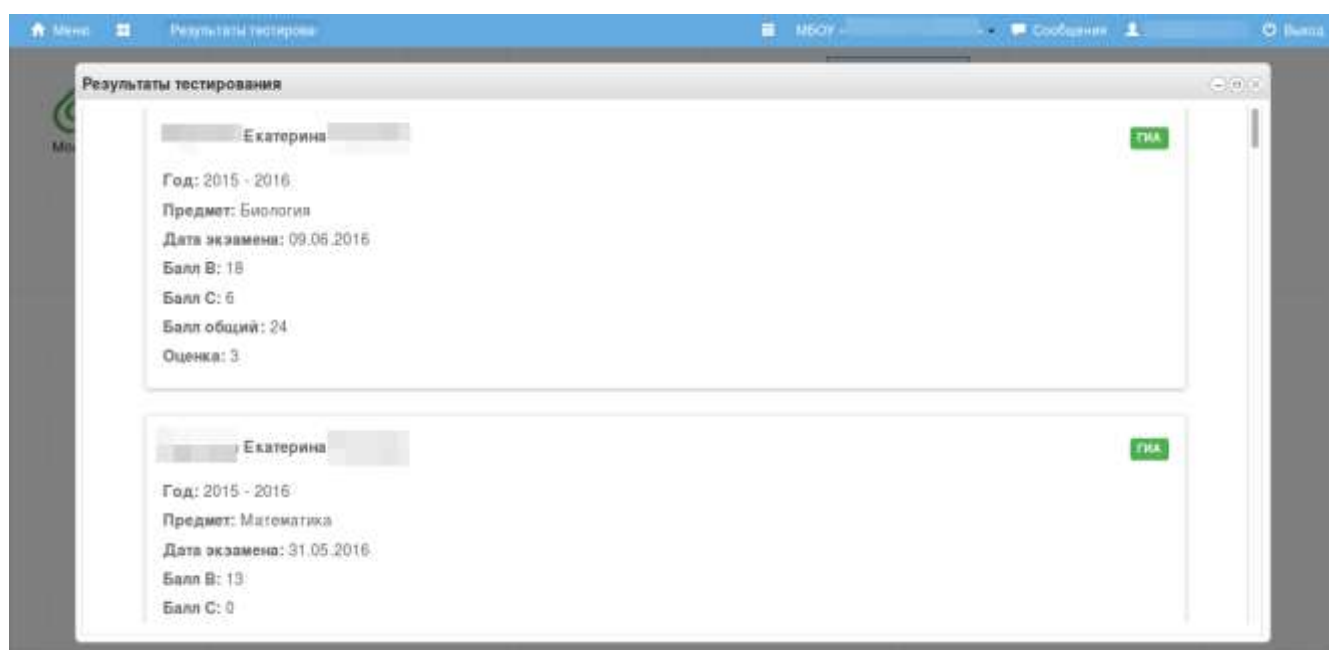 Меню Результаты тестирова МБОУ - Сообщения Выход
Результаты тестирования
Екатерина ГИА
Год: 2015 - 2016
Предмет: Биология
Дата экзамена: 09.06.2016
Балл B: 18
Балл C: 6
Балл общий: 24
Оценка: 3
Екатерина ГИА
Год: 2015 - 2016
Предмет: Математика
Дата экзамена: 31.05.2016
Балл B: 13
Балл C: 0